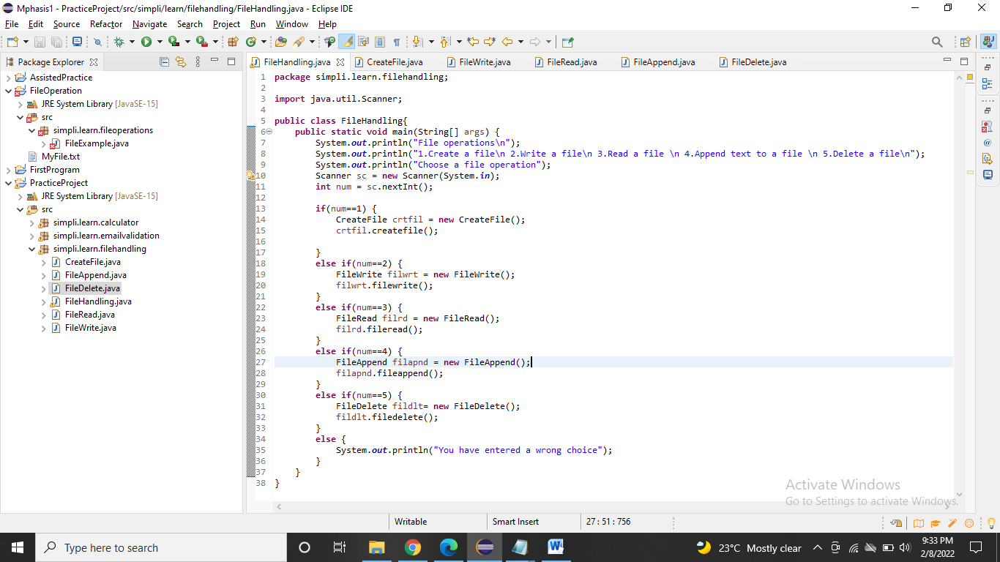 Mphasis1 - PracticeProject/src/simpli/learn/filehandling/FileHandling.java - Eclipse IDE
File Edit Source Refactor Navigate Search Project Run Window Help
Package Explorer
AssistedPractice
FileOperation
JRE System Library [JavaSE-15]
src
simpli.learn.fileoperations
FileExample.java
MyFile.txt
FirstProgram
PracticeProject
JRE System Library [JavaSE-15]
src
simpli.learn.calculator
simpli.learn.emailvalidation
simpli.learn.filehandling
CreateFile.java
FileAppend.java
FileDelete.java
FileHandling.java
FileRead.java
FileWrite.java
FileHandling.java CreateFile.java FileWrite.java FileRead.java FileAppend.java FileDelete.java
1 package simpli.learn.filehandling;
2
3 import java.util.Scanner;
4
5 public class FileHandling{
6 public static void main(String[] args) {
7 System.out.println("File operations\n");
8 System.out.println("1.Create a file\n 2.Write a file\n 3.Read a file \n 4.Append text to a file \n 5.Delete a file\n");
9 System.out.println("Choose a file operation");
10 Scanner sc = new Scanner(System.in);
11 int num = sc.nextInt();
12
13 if(num==1) {
14 CreateFile crtfil = new CreateFile();
15 crtfil.createfile();
16
17 }
18 else if(num==2) {
19 FileWrite filwrt = new FileWrite();
20 filwrt.filewrite();
21 }
22 else if(num==3) {
23 FileRead filrd = new FileRead();
24 filrd.fileread();
25 }
26 else if(num==4) {
27 FileAppend filapnd = new FileAppend();
28 filapnd.fileappend();
29 }
30 else if(num==5) {
31 FileDelete fildlt= new FileDelete();
32 fildlt.filedelete();
33 }
34 else {
35 System.out.println("You have entered a wrong choice");
36 }
37 }
38 }
Activate Windows
Go to Settings to activate Windows.
Writable Smart Insert 27 : 51 : 756
Type here to search
23°C Mostly clear
9:33 PM
2/8/2022